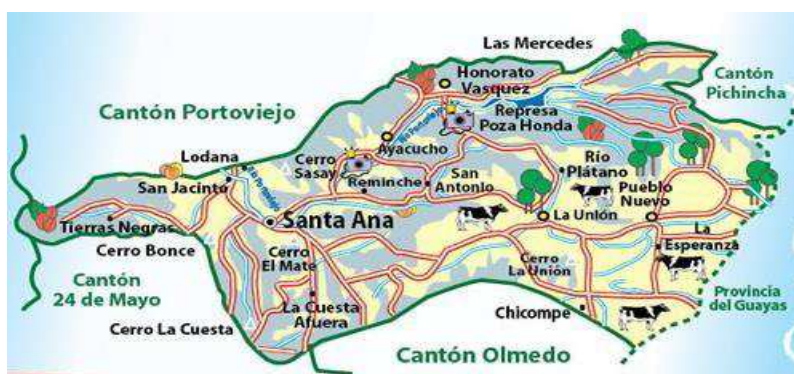 Las Mercedes
Honorato
Vasquez
Cantón
Pichincha
Cantón Portoviejo
Río Portoviejo
Represa
Poza Honda
Ayacucho
Lodana
Cerro
Sasay
San Jacinto
Reminche
San
Antonio
Río
Plátano
Pueblo
Nuevo
Tierras Negras
Santa Ana
La Unión
La
Esperanza
Cerro Bonce
Cerro
El Mate
Cerro
La Unión
Cantón
24 de Mayo
La Cuesta
Afuera
Chicompe
Provincia
del Guayas
Cerro La Cuesta
Cantón Olmedo